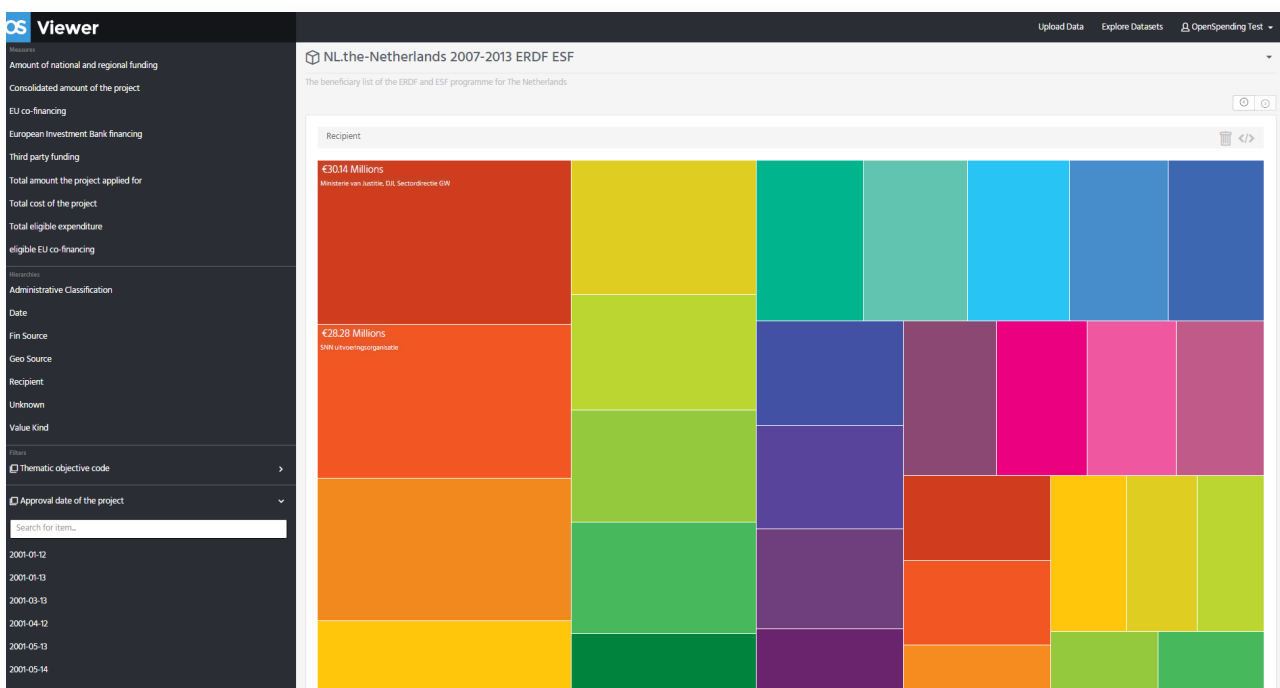 OS Viewer
Upload Data
Explore Datasets
OpenSpending Test
Measures
Amount of national and regional funding
Consolidated amount of the project
EU co-financing
European Investment Bank financing
Third party funding
Total amount the project applied for
Total cost of the project
Total eligible expenditure
eligible EU co-financing
Hierarchies
Administrative Classification
Date
Fin Source
Geo Source
Recipient
Unknown
Value Kind
Filters
Thematic objective code
Approval date of the project
Search for item...
2001-01-12
2001-01-13
2001-03-13
2001-04-12
2001-05-13
2001-05-14
NL.the-Netherlands 2007-2013 ERDF ESF
The beneficiary list of the ERDF and ESF programme for The Netherlands
Recipient
</>
€30.14 Millions
Ministerie van Justitie, DJI, Sectordirectie GW
€28.28 Millions
SNN uitvoeringsorganisatie